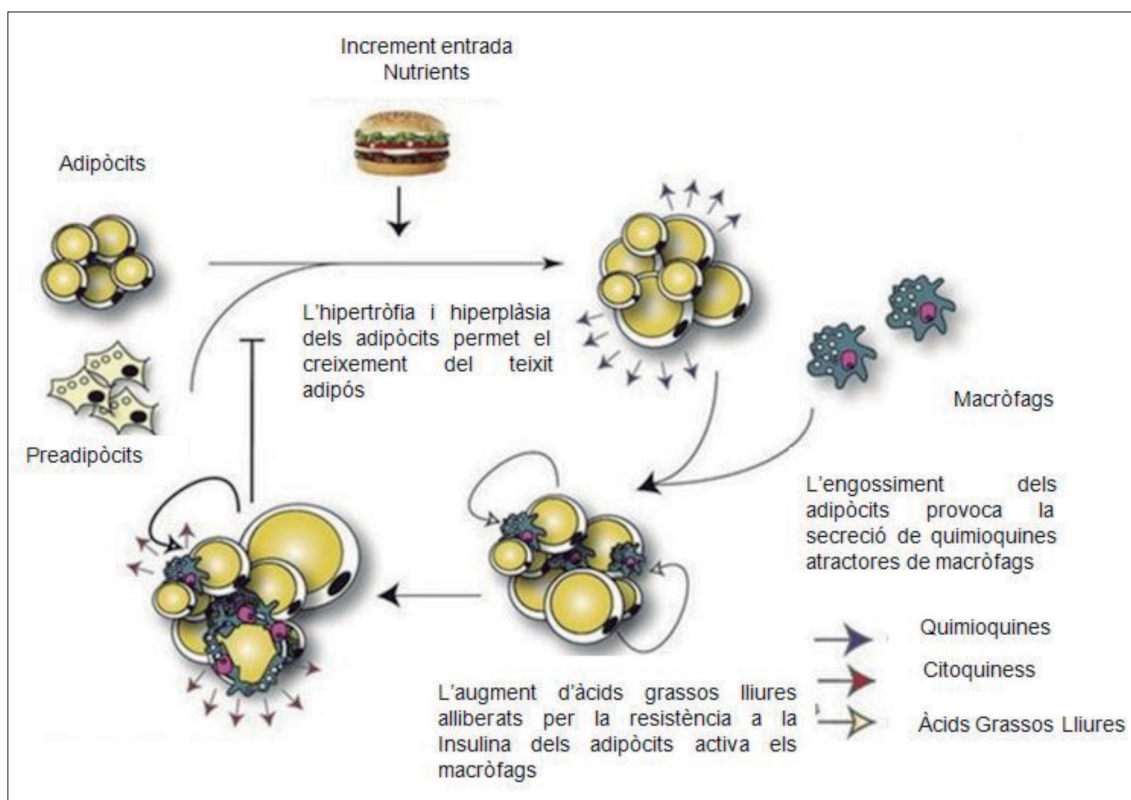 Increment entrada
Nutrients
Adipòcits
L'hipertròfia i hiperplàsia
dels adipòcits permet el
creixement del teixit
adipós
Preadipòcits
Macròfags
L'engossiment dels
adipòcits provoca la
secreció de quimioquines
atractores de macròfags
Quimioquines
Citoquiness
Àcids Grassos Lliures
L'augment d'àcids grassos lliures
alliberats per la resistència a la
Insulina dels adipòcits activa els
macròfags